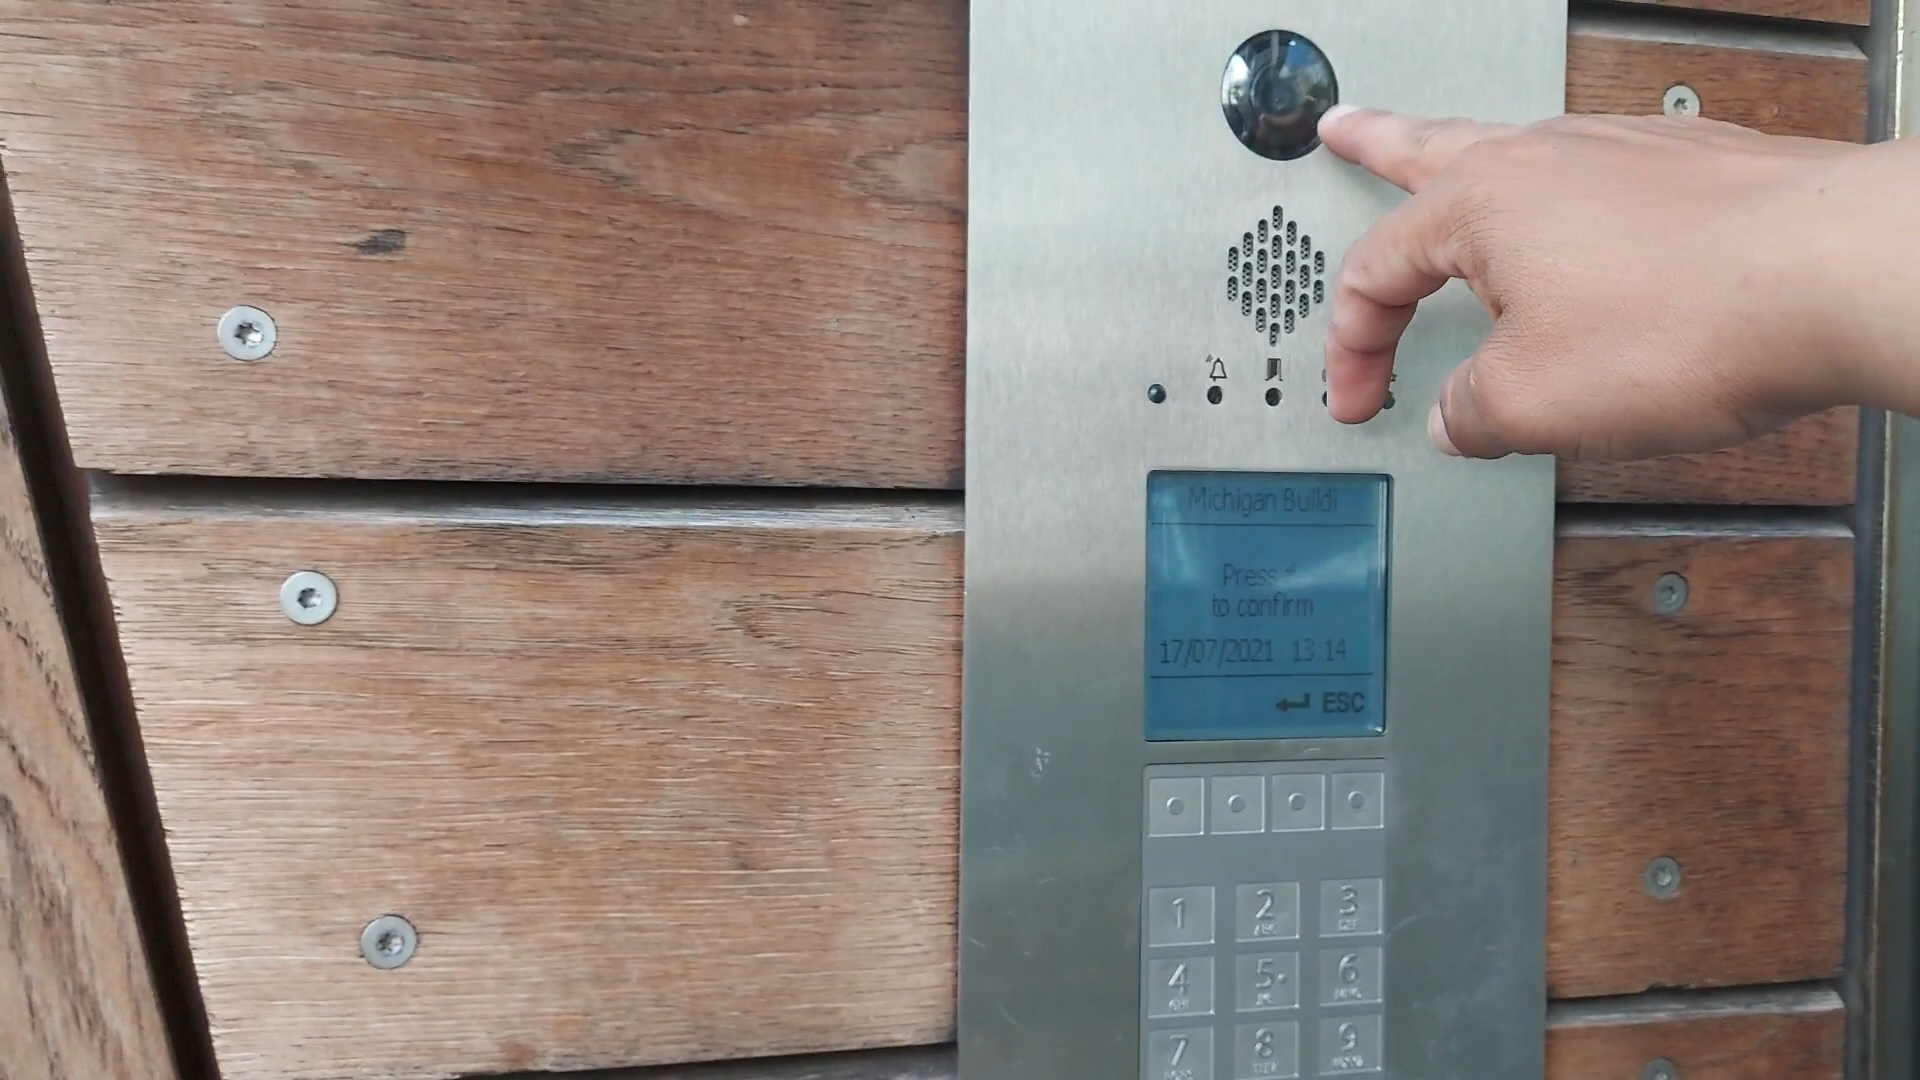 Michigan Buildi
Press #
to confirm
17/07/2021 13:14
ESC
1 2 3
ABC
4 5 6
7 8 9